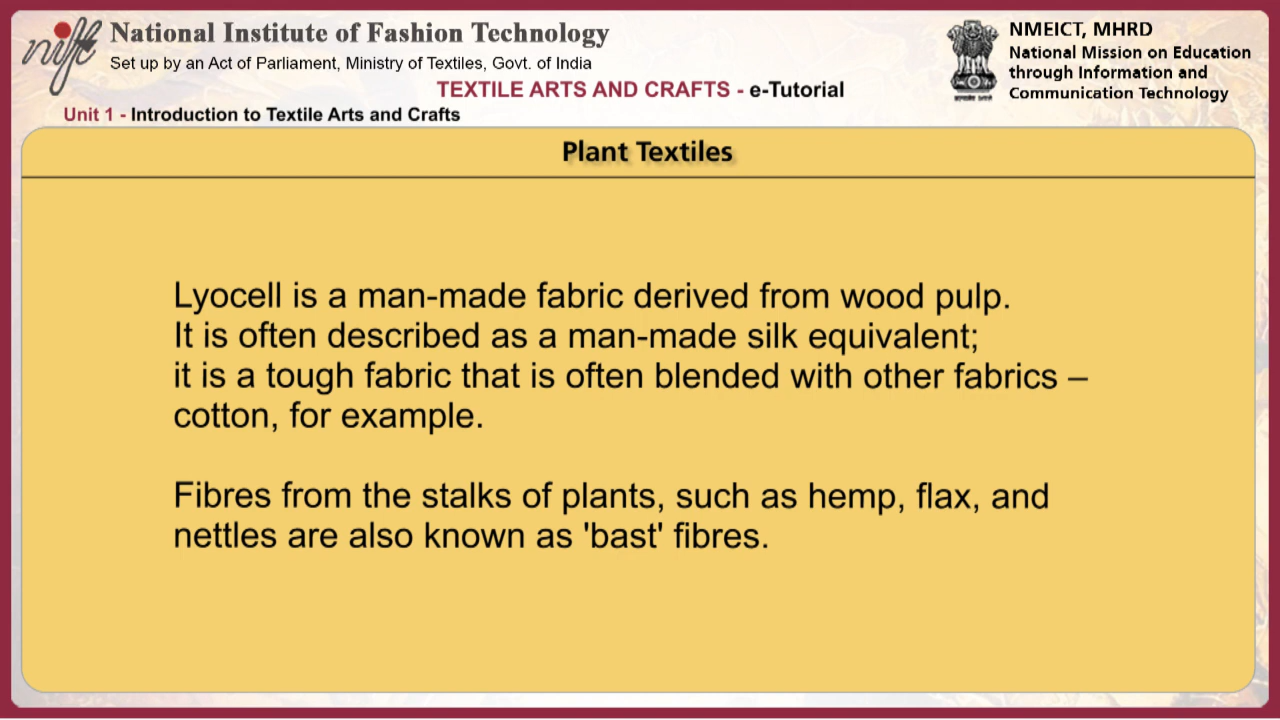 nift
National Institute of Fashion Technology
Set up by an Act of Parliament, Ministry of Textiles, Govt. of India
NMEICT, MHRD
National Mission on Education
through Information and
Communication Technology
TEXTILE ARTS AND CRAFTS - e-Tutorial
Unit 1 - Introduction to Textile Arts and Crafts
Plant Textiles
Lyocell is a man-made fabric derived from wood pulp.
It is often described as a man-made silk equivalent;
it is a tough fabric that is often blended with other fabrics –
cotton, for example.
Fibres from the stalks of plants, such as hemp, flax, and
nettles are also known as 'bast' fibres.